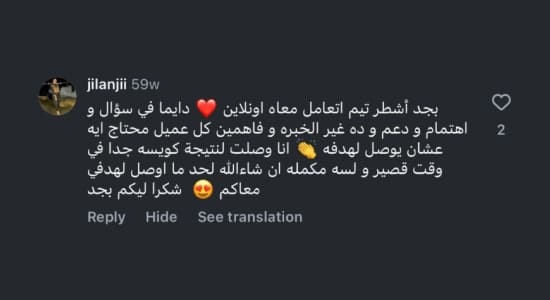 jilanjii 59w
بجد أشطر تيم اتعامل معاه اونلاين ❤️ دايما في سؤال و
اهتمام و دعم و ده غير الخبره و فاهمين كل عميل محتاج ايه
عشان يوصل لهدفه 👏 انا وصلت لنتيجة كويسه جدا في
وقت قصير و لسه مكمله ان شاءالله لحد ما اوصل لهدفي
معاكم 😍 شكرا ليكم بجد
2
Reply Hide See translation